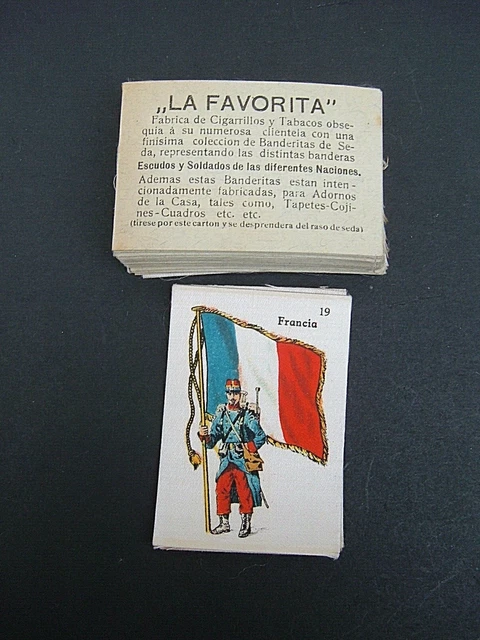 „LA FAVORITA”
Fabrica de Cigarrillos y Tabacos obse-
quia á su numerosa clientela con una
finisima coleccion de Banderitas de Se-
da, representando las distintas banderas
Escudos y Soldados de las diferentes Naciones.
Ademas estas Banderitas estan inten-
cionadamente fabricadas, para Adornos
de la Casa, tales como, Tapetes-Coji-
nes-Cuadros etc. etc.
(tirese por este carton y se desprendera del raso de seda)
19
Francia